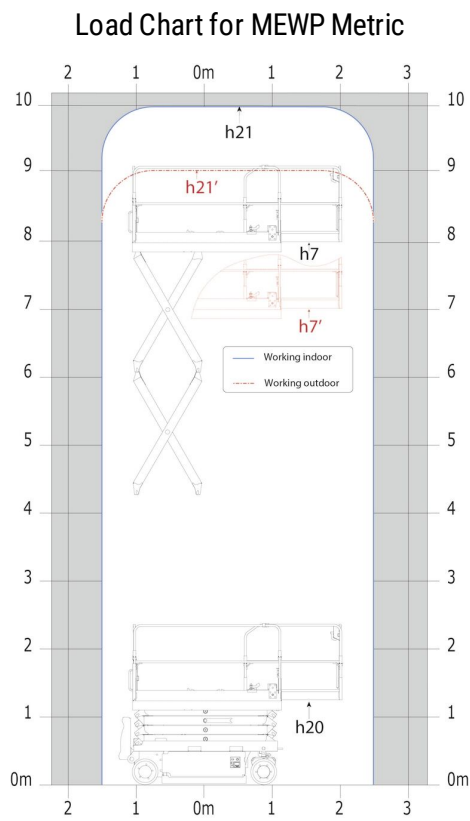 Load Chart for MEWP Metric
2 1 0m 1 2 3
10 10
h21
9 9
h21’
8 8
h7
7 7
h7’
Working indoor
Working outdoor
6 6
5 5
4 4
3 3
2 2
1 1
h20
0m 0m
2 1 0m 1 2 3